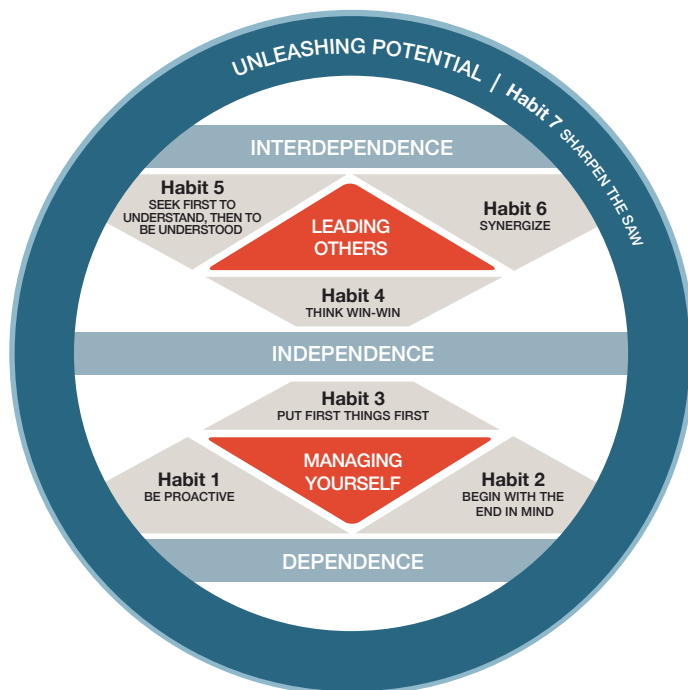 UNLEASHING POTENTIAL | Habit 7 SHARPEN THE SAW
INTERDEPENDENCE
Habit 5
SEEK FIRST TO
UNDERSTAND, THEN TO
BE UNDERSTOOD
LEADING
OTHERS
Habit 6
SYNERGIZE
Habit 4
THINK WIN-WIN
INDEPENDENCE
Habit 3
PUT FIRST THINGS FIRST
MANAGING
YOURSELF
Habit 1
BE PROACTIVE
Habit 2
BEGIN WITH THE
END IN MIND
DEPENDENCE